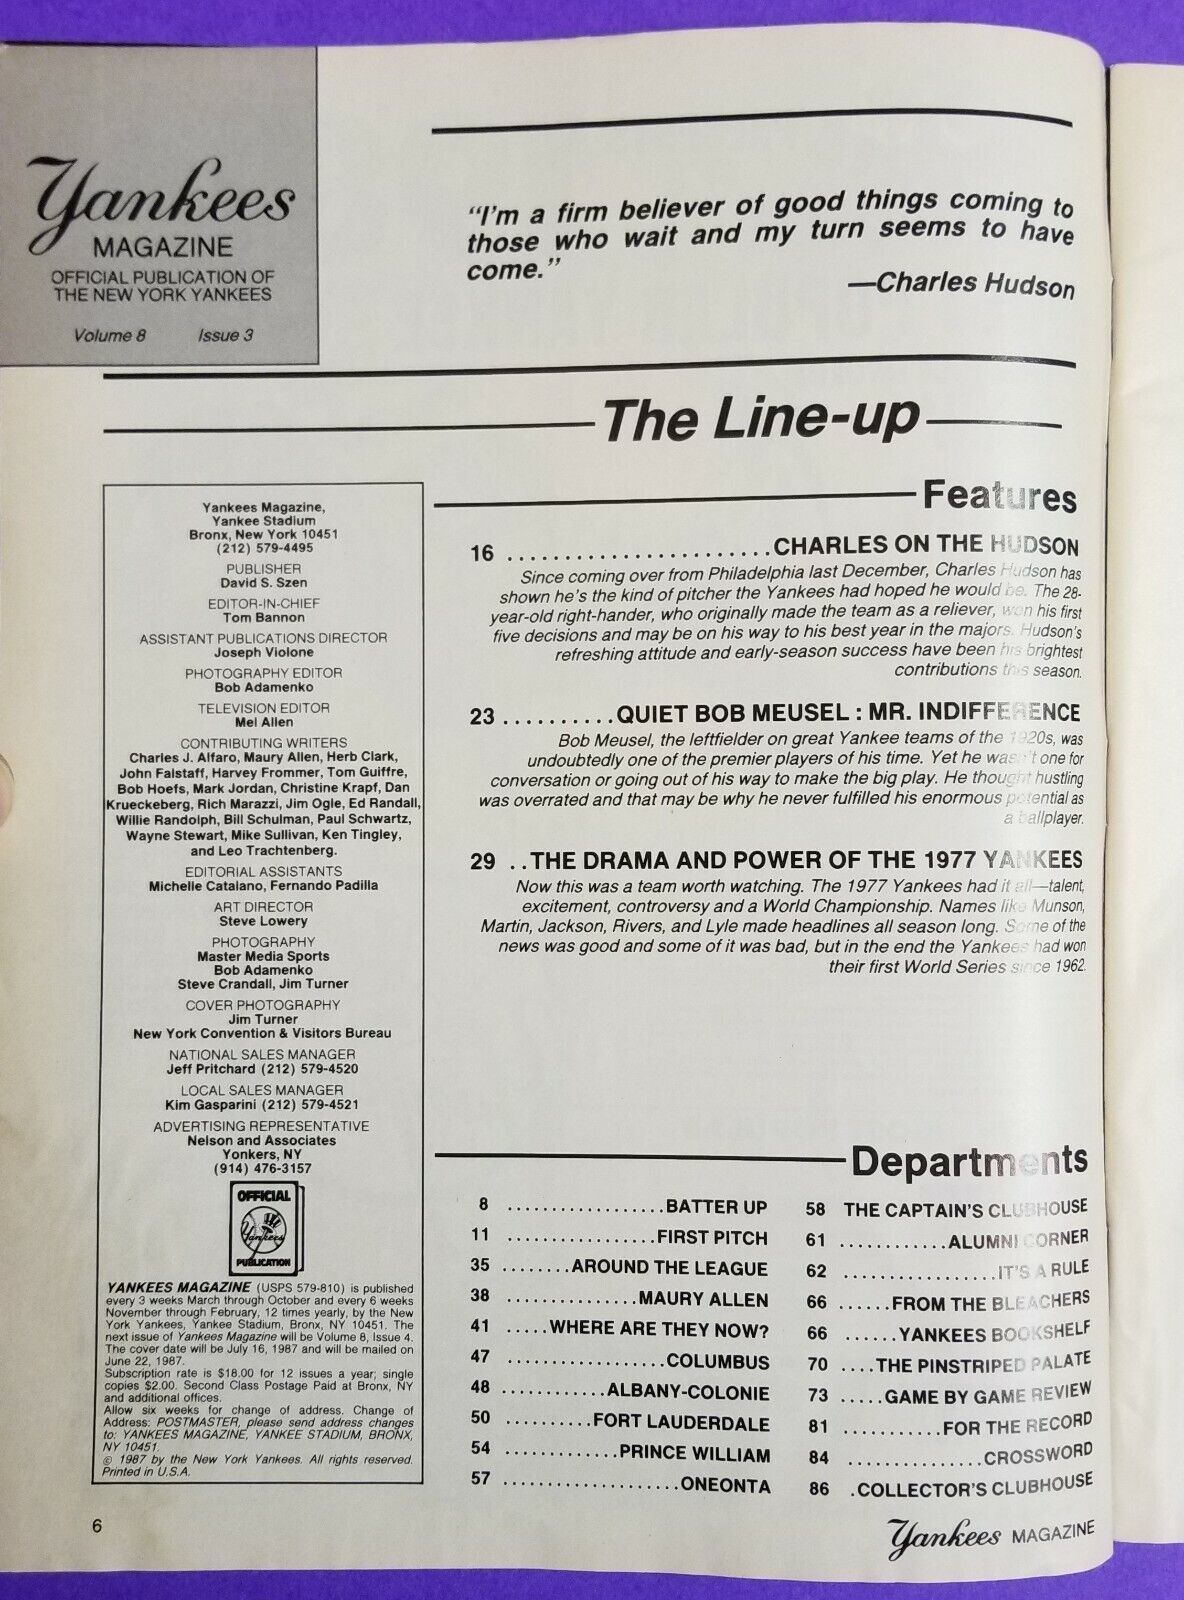 Yankees
MAGAZINE
OFFICIAL PUBLICATION OF
THE NEW YORK YANKEES
Volume 8 Issue 3
"I'm a firm believer of good things coming to
those who wait and my turn seems to have
come."
—Charles Hudson
The Line-up
Yankees Magazine,
Yankee Stadium
Bronx, New York 10451
(212) 579-4495
PUBLISHER
David S. Szen
EDITOR-IN-CHIEF
Tom Bannon
ASSISTANT PUBLICATIONS DIRECTOR
Joseph Violone
PHOTOGRAPHY EDITOR
Bob Adamenko
TELEVISION EDITOR
Mel Allen
CONTRIBUTING WRITERS
Charles J. Alfaro, Maury Allen, Herb Clark,
John Falstaff, Harvey Frommer, Tom Guiffre,
Bob Hoefs, Mark Jordan, Christine Krapf, Dan
Krueckeberg, Rich Marazzi, Jim Ogle, Ed Randall,
Willie Randolph, Bill Schulman, Paul Schwartz,
Wayne Stewart, Mike Sullivan, Ken Tingley,
and Leo Trachtenberg.
EDITORIAL ASSISTANTS
Michelle Catalano, Fernando Padilla
ART DIRECTOR
Steve Lowery
PHOTOGRAPHY
Master Media Sports
Bob Adamenko
Steve Crandall, Jim Turner
COVER PHOTOGRAPHY
Jim Turner
New York Convention & Visitors Bureau
NATIONAL SALES MANAGER
Jeff Pritchard (212) 579-4520
LOCAL SALES MANAGER
Kim Gasparini (212) 579-4521
ADVERTISING REPRESENTATIVE
Nelson and Associates
Yonkers, NY
(914) 476-3157
OFFICIAL
Yankees
PUBLICATION
YANKEES MAGAZINE (USPS 579-810) is published
every 3 weeks March through October and every 6 weeks
November through February, 12 times yearly, by the New
York Yankees, Yankee Stadium, Bronx, NY 10451. The
next issue of Yankees Magazine will be Volume 8, Issue 4.
The cover date will be July 16, 1987 and will be mailed on
June 22, 1987.
Subscription rate is $18.00 for 12 issues a year; single
copies $2.00. Second Class Postage Paid at Bronx, NY
and additional offices.
Allow six weeks for change of address. Change of
Address: POSTMASTER, please send address changes
to: YANKEES MAGAZINE, YANKEE STADIUM, BRONX,
NY 10451.
© 1987 by the New York Yankees. All rights reserved.
Printed in U.S.A.
Features
16 ........................CHARLES ON THE HUDSON
Since coming over from Philadelphia last December, Charles Hudson has
shown he's the kind of pitcher the Yankees had hoped he would be. The 28-
year-old right-hander, who originally made the team as a reliever, won his first
five decisions and may be on his way to his best year in the majors. Hudson's
refreshing attitude and early-season success have been his brightest
contributions this season.
23 ..........QUIET BOB MEUSEL : MR. INDIFFERENCE
Bob Meusel, the leftfielder on great Yankee teams of the 1920s, was
undoubtedly one of the premier players of his time. Yet he wasn't one for
conversation or going out of his way to make the big play. He thought hustling
was overrated and that may be why he never fulfilled his enormous potential as
a ballplayer.
29 ..THE DRAMA AND POWER OF THE 1977 YANKEES
Now this was a team worth watching. The 1977 Yankees had it all—talent,
excitement, controversy and a World Championship. Names like Munson,
Martin, Jackson, Rivers, and Lyle made headlines all season long. Some of the
news was good and some of it was bad, but in the end the Yankees had won
their first World Series since 1962.
Departments
8 ..................BATTER UP
11 .................FIRST PITCH
35 ........AROUND THE LEAGUE
38 ...............MAURY ALLEN
41 .....WHERE ARE THEY NOW?
47 ..................COLUMBUS
48 ............ALBANY-COLONIE
50 ..........FORT LAUDERDALE
54 .............PRINCE WILLIAM
57 ....................ONEONTA
58 THE CAPTAIN'S CLUBHOUSE
61 ............ALUMNI CORNER
62 .................IT'S A RULE
66 ......FROM THE BLEACHERS
66 ......YANKEES BOOKSHELF
70 ....THE PINSTRIPED PALATE
73 .....GAME BY GAME REVIEW
81 ...........FOR THE RECORD
84 ...............CROSSWORD
86 .COLLECTOR'S CLUBHOUSE
6
Yankees MAGAZINE